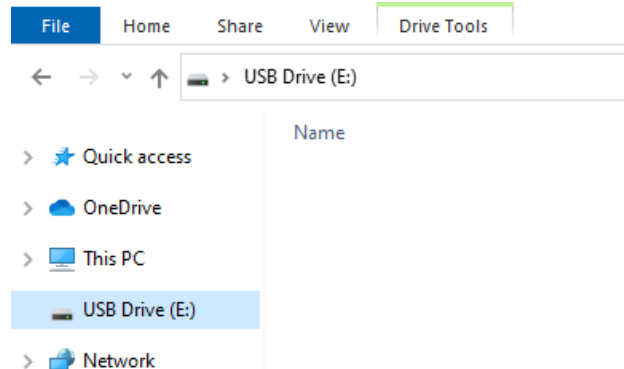 File Home Share View Drive Tools
USB Drive (E:)
Name
Quick access
OneDrive
This PC
USB Drive (E:)
Network